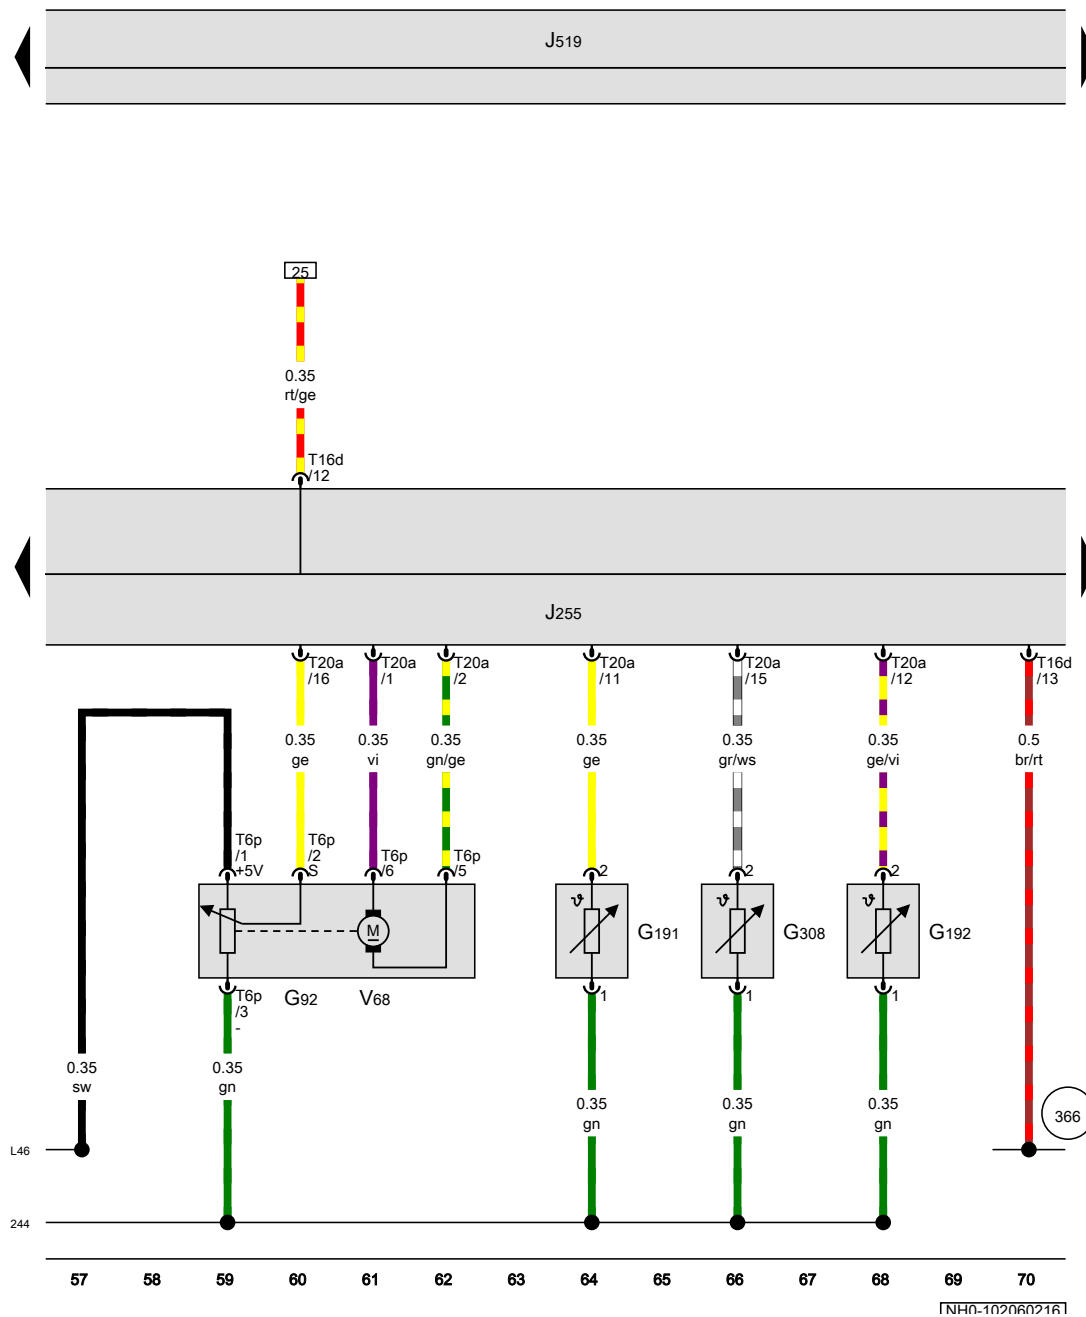 J519
25
0.35
rt/ge
T16d
/12
J255
T20a
/16
T20a
/1
T20a
/2
T20a
/11
T20a
/15
T20a
/12
T16d
/13
0.35
ge
0.35
vi
0.35
gn/ge
0.35
ge
0.35
gr/ws
0.35
ge/vi
0.5
br/rt
T6p
/1
+5V
T6p
/2
S
T6p
/6
T6p
/5
2
2
2
M
G191
G308
G192
T6p
/3
-
G92
V68
1
1
1
0.35
sw
0.35
gn
0.35
gn
0.35
gn
0.35
gn
366
L46
244
57 58 59 60 61 62 63 64 65 66 67 68 69 70
NH0-102060216